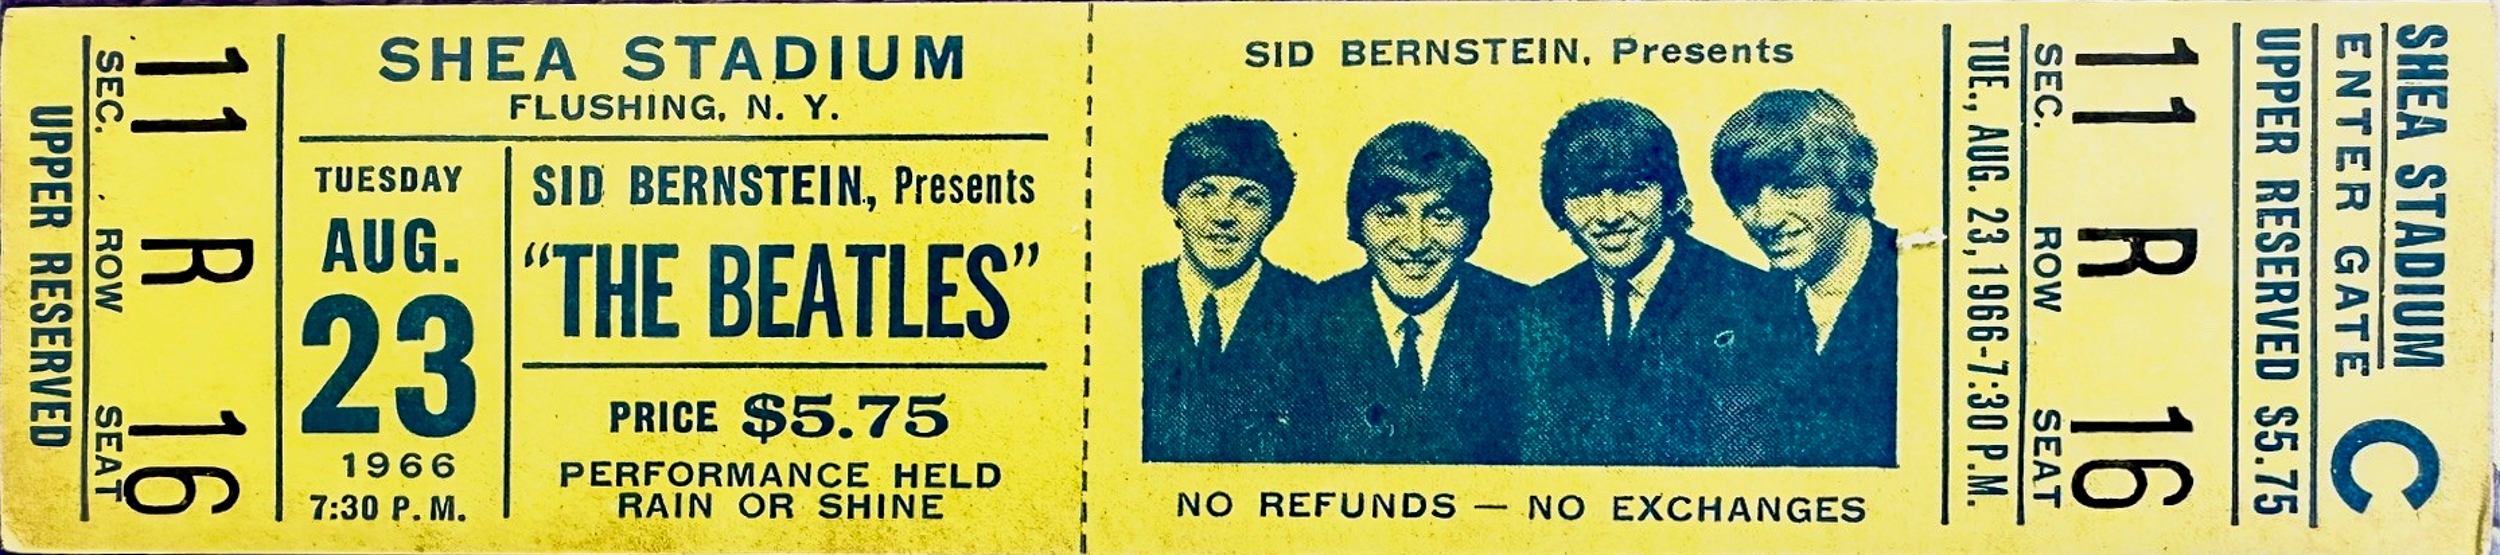 UPPER RESERVED
SEC. 11 ROW R SEAT 16
SHEA STADIUM
FLUSHING, N. Y.
TUESDAY
AUG.
23
1966
7:30 P. M.
SID BERNSTEIN, Presents
“THE BEATLES”
PRICE $5.75
PERFORMANCE HELD
RAIN OR SHINE
SID BERNSTEIN, Presents
NO REFUNDS — NO EXCHANGES
SHEA STADIUM
ENTER GATE C
UPPER RESERVED $5.75
SEC. 11 ROW R SEAT 16
TUE., AUG. 23, 1966-7:30 P.M.